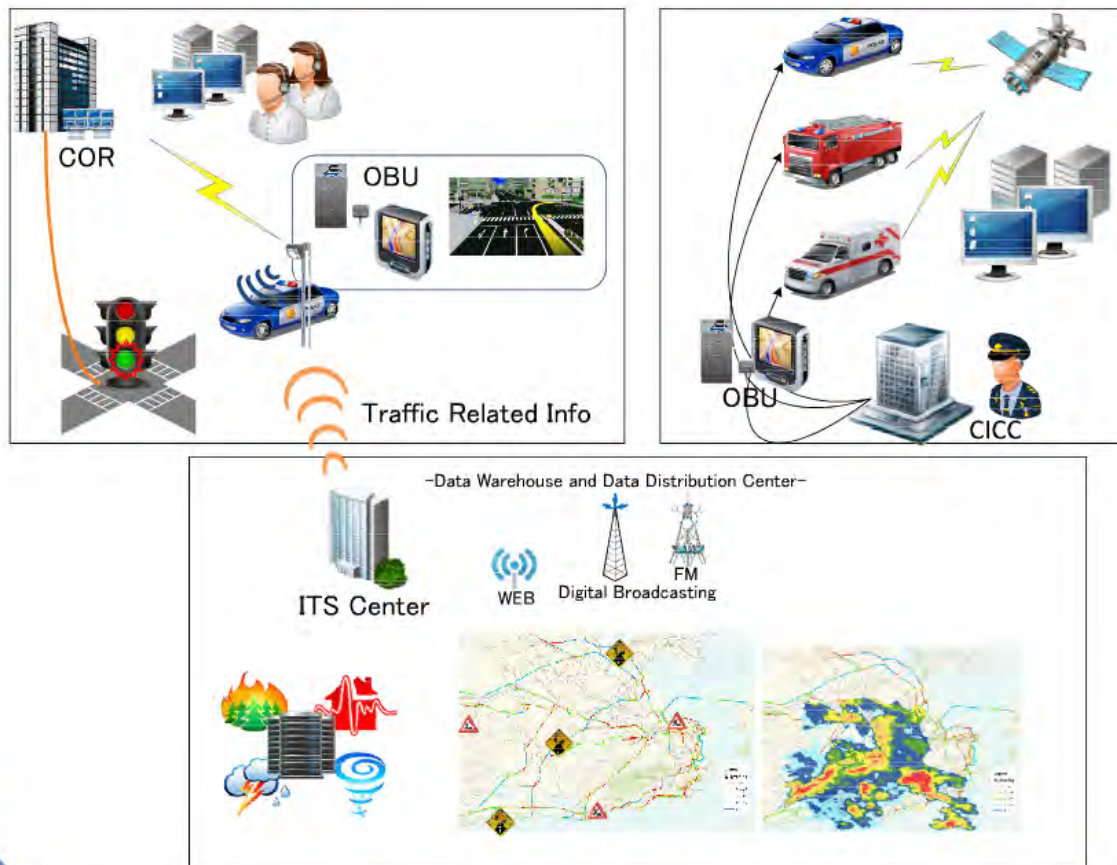 COR
OBU
Traffic Related Info
OBU
CICC
-Data Warehouse and Data Distribution Center-
WEB
Digital Broadcasting
FM
ITS Center